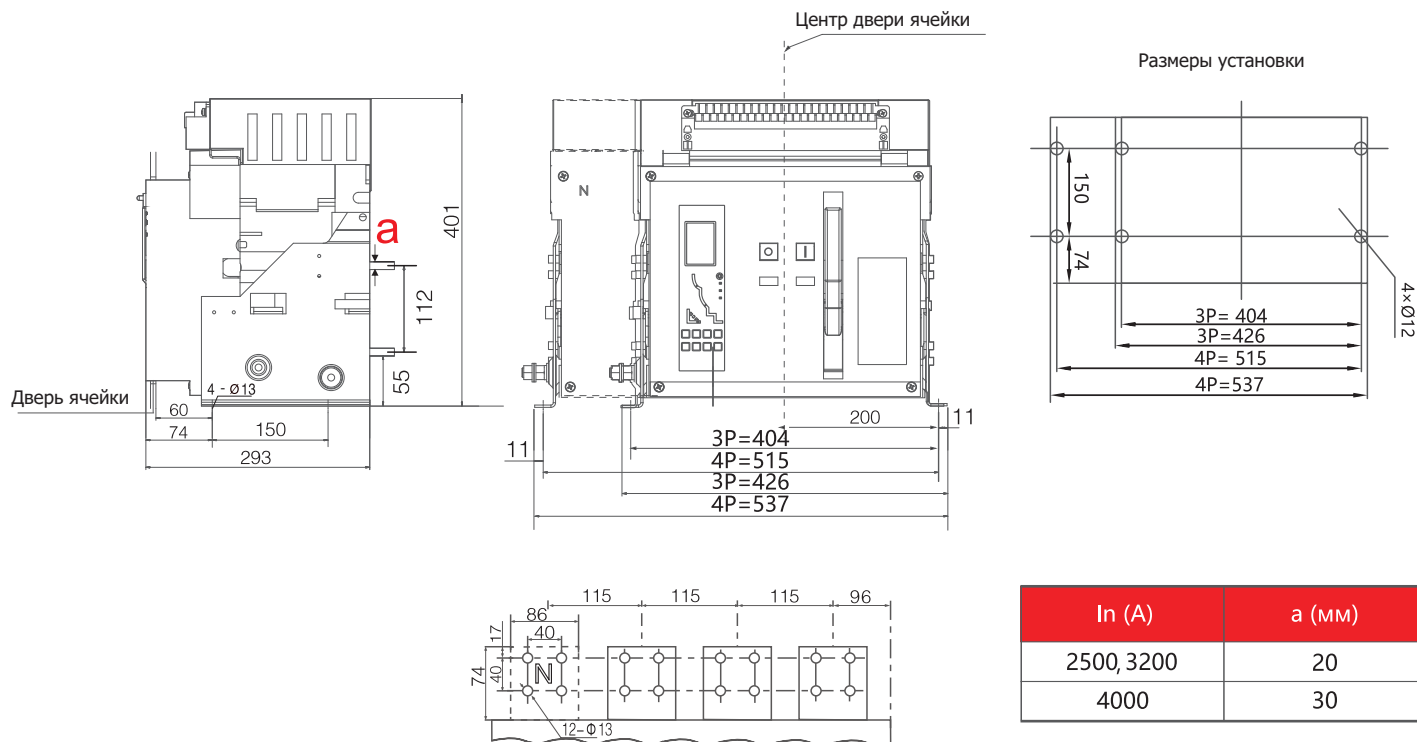 Центр двери ячейки
Размеры установки
a
401
112
55
4 - Ø13
Дверь ячейки
60
74
150
293
N
200
11
11
3P=404
4P=515
3P=426
4P=537
150
74
4×Ø12
3P= 404
3P=426
4P= 515
4P=537
115
115
115
96
86
40
17
40
74
N
12-Φ13
In (A)
a (мм)
2500, 3200
20
4000
30